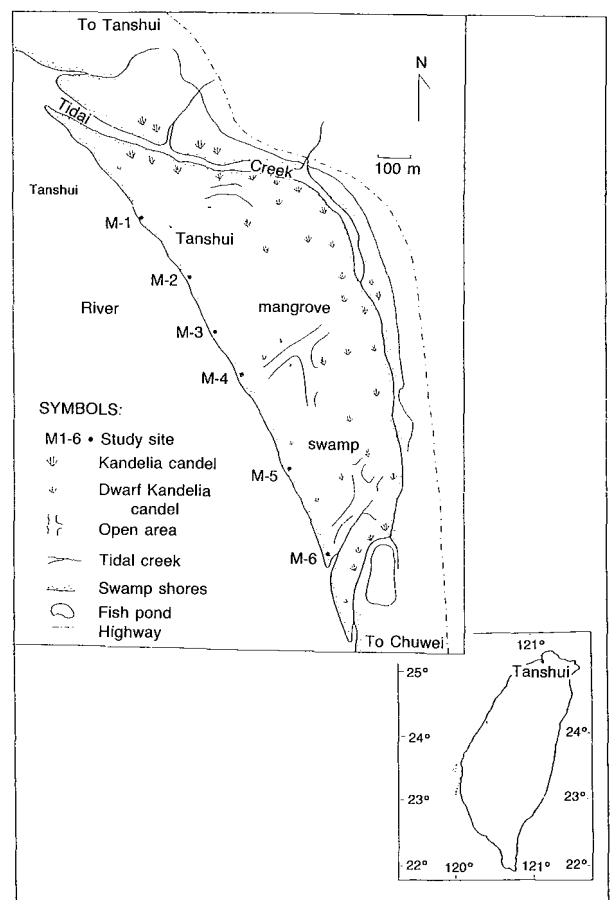 To Tanshui
N
Tidai
Creek
100 m
Tanshui
M-1
Tanshui
M-2
River
mangrove
M-3
M-4
SYMBOLS:
M1-6 • Study site
swamp
Kandelia candel
M-5
Dwarf Kandelia
candel
Open area
M-6
Tidal creek
Swamp shores
Fish pond
Highway
To Chuwei
121°
25°
Tanshui
24°
24°
23°
23°
22°
120°
121°
22°